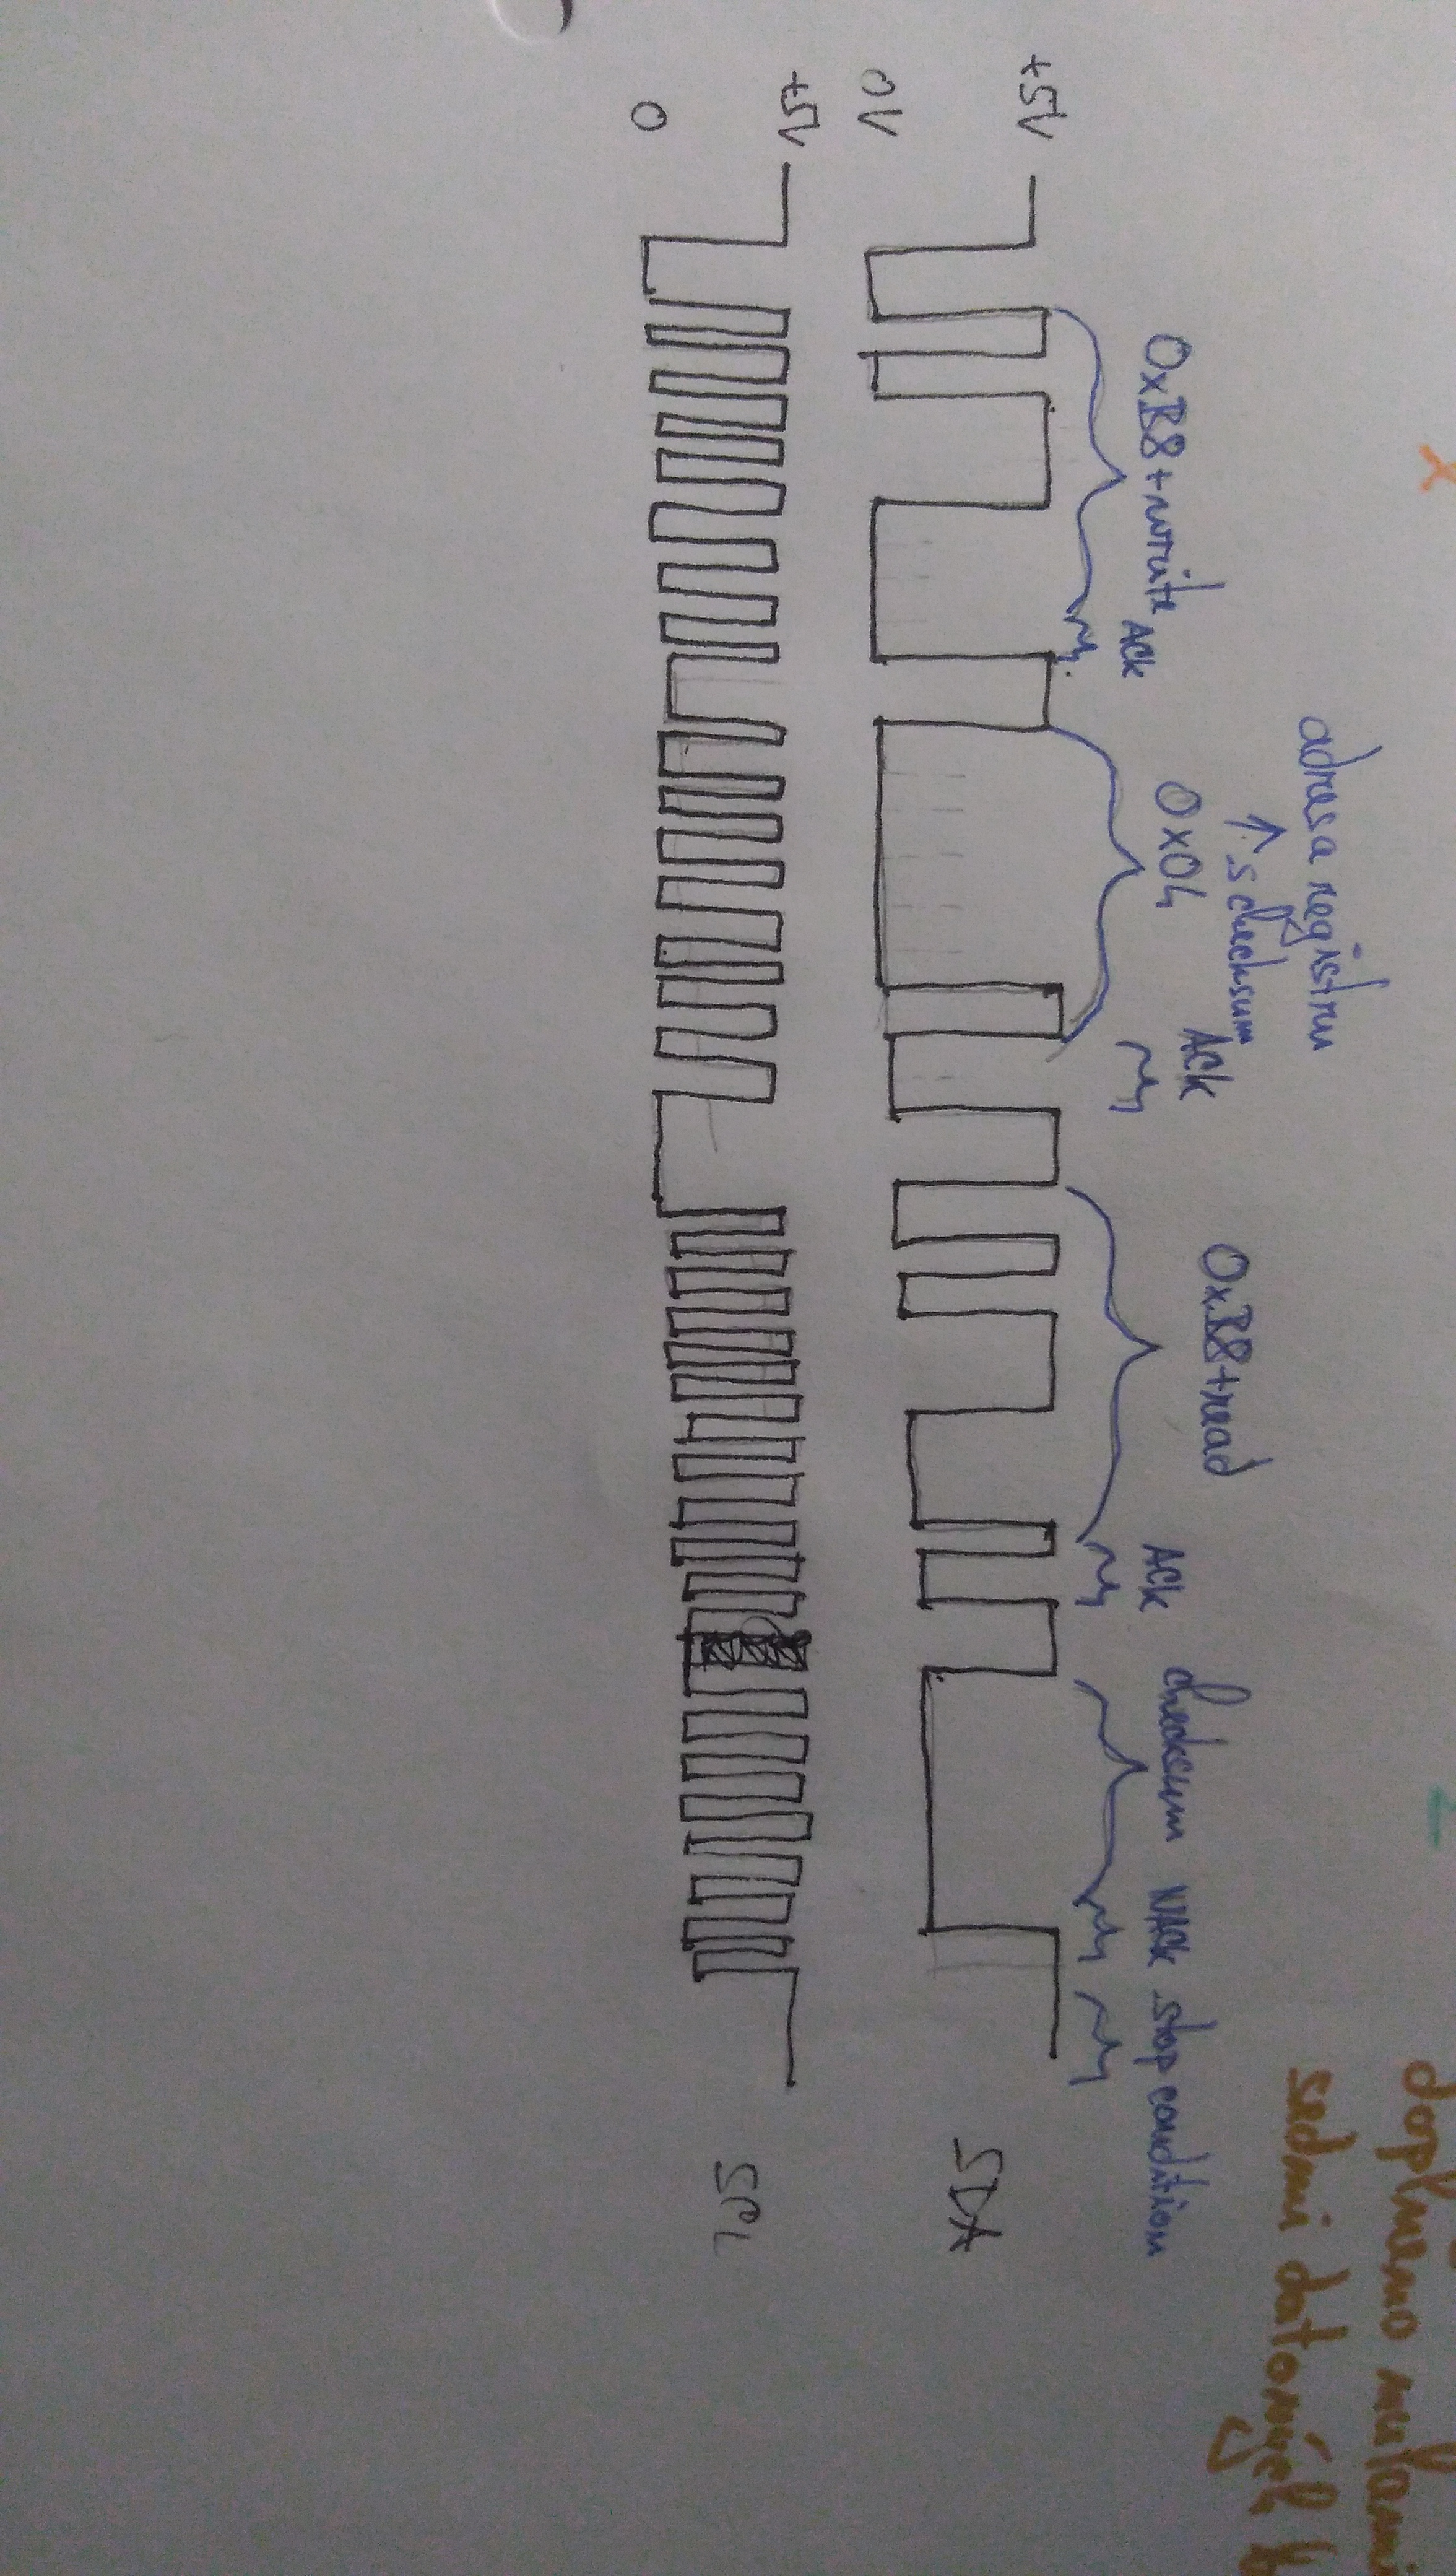 doplněno nulami
sedmi datových
adresa registru
↑ s checksum
0xB8+write
ACK
0x04
ACK
0xB8+read
ACK
checksum
NACK
stop condition
+5V
0V
SDA
+5V
0
SCL